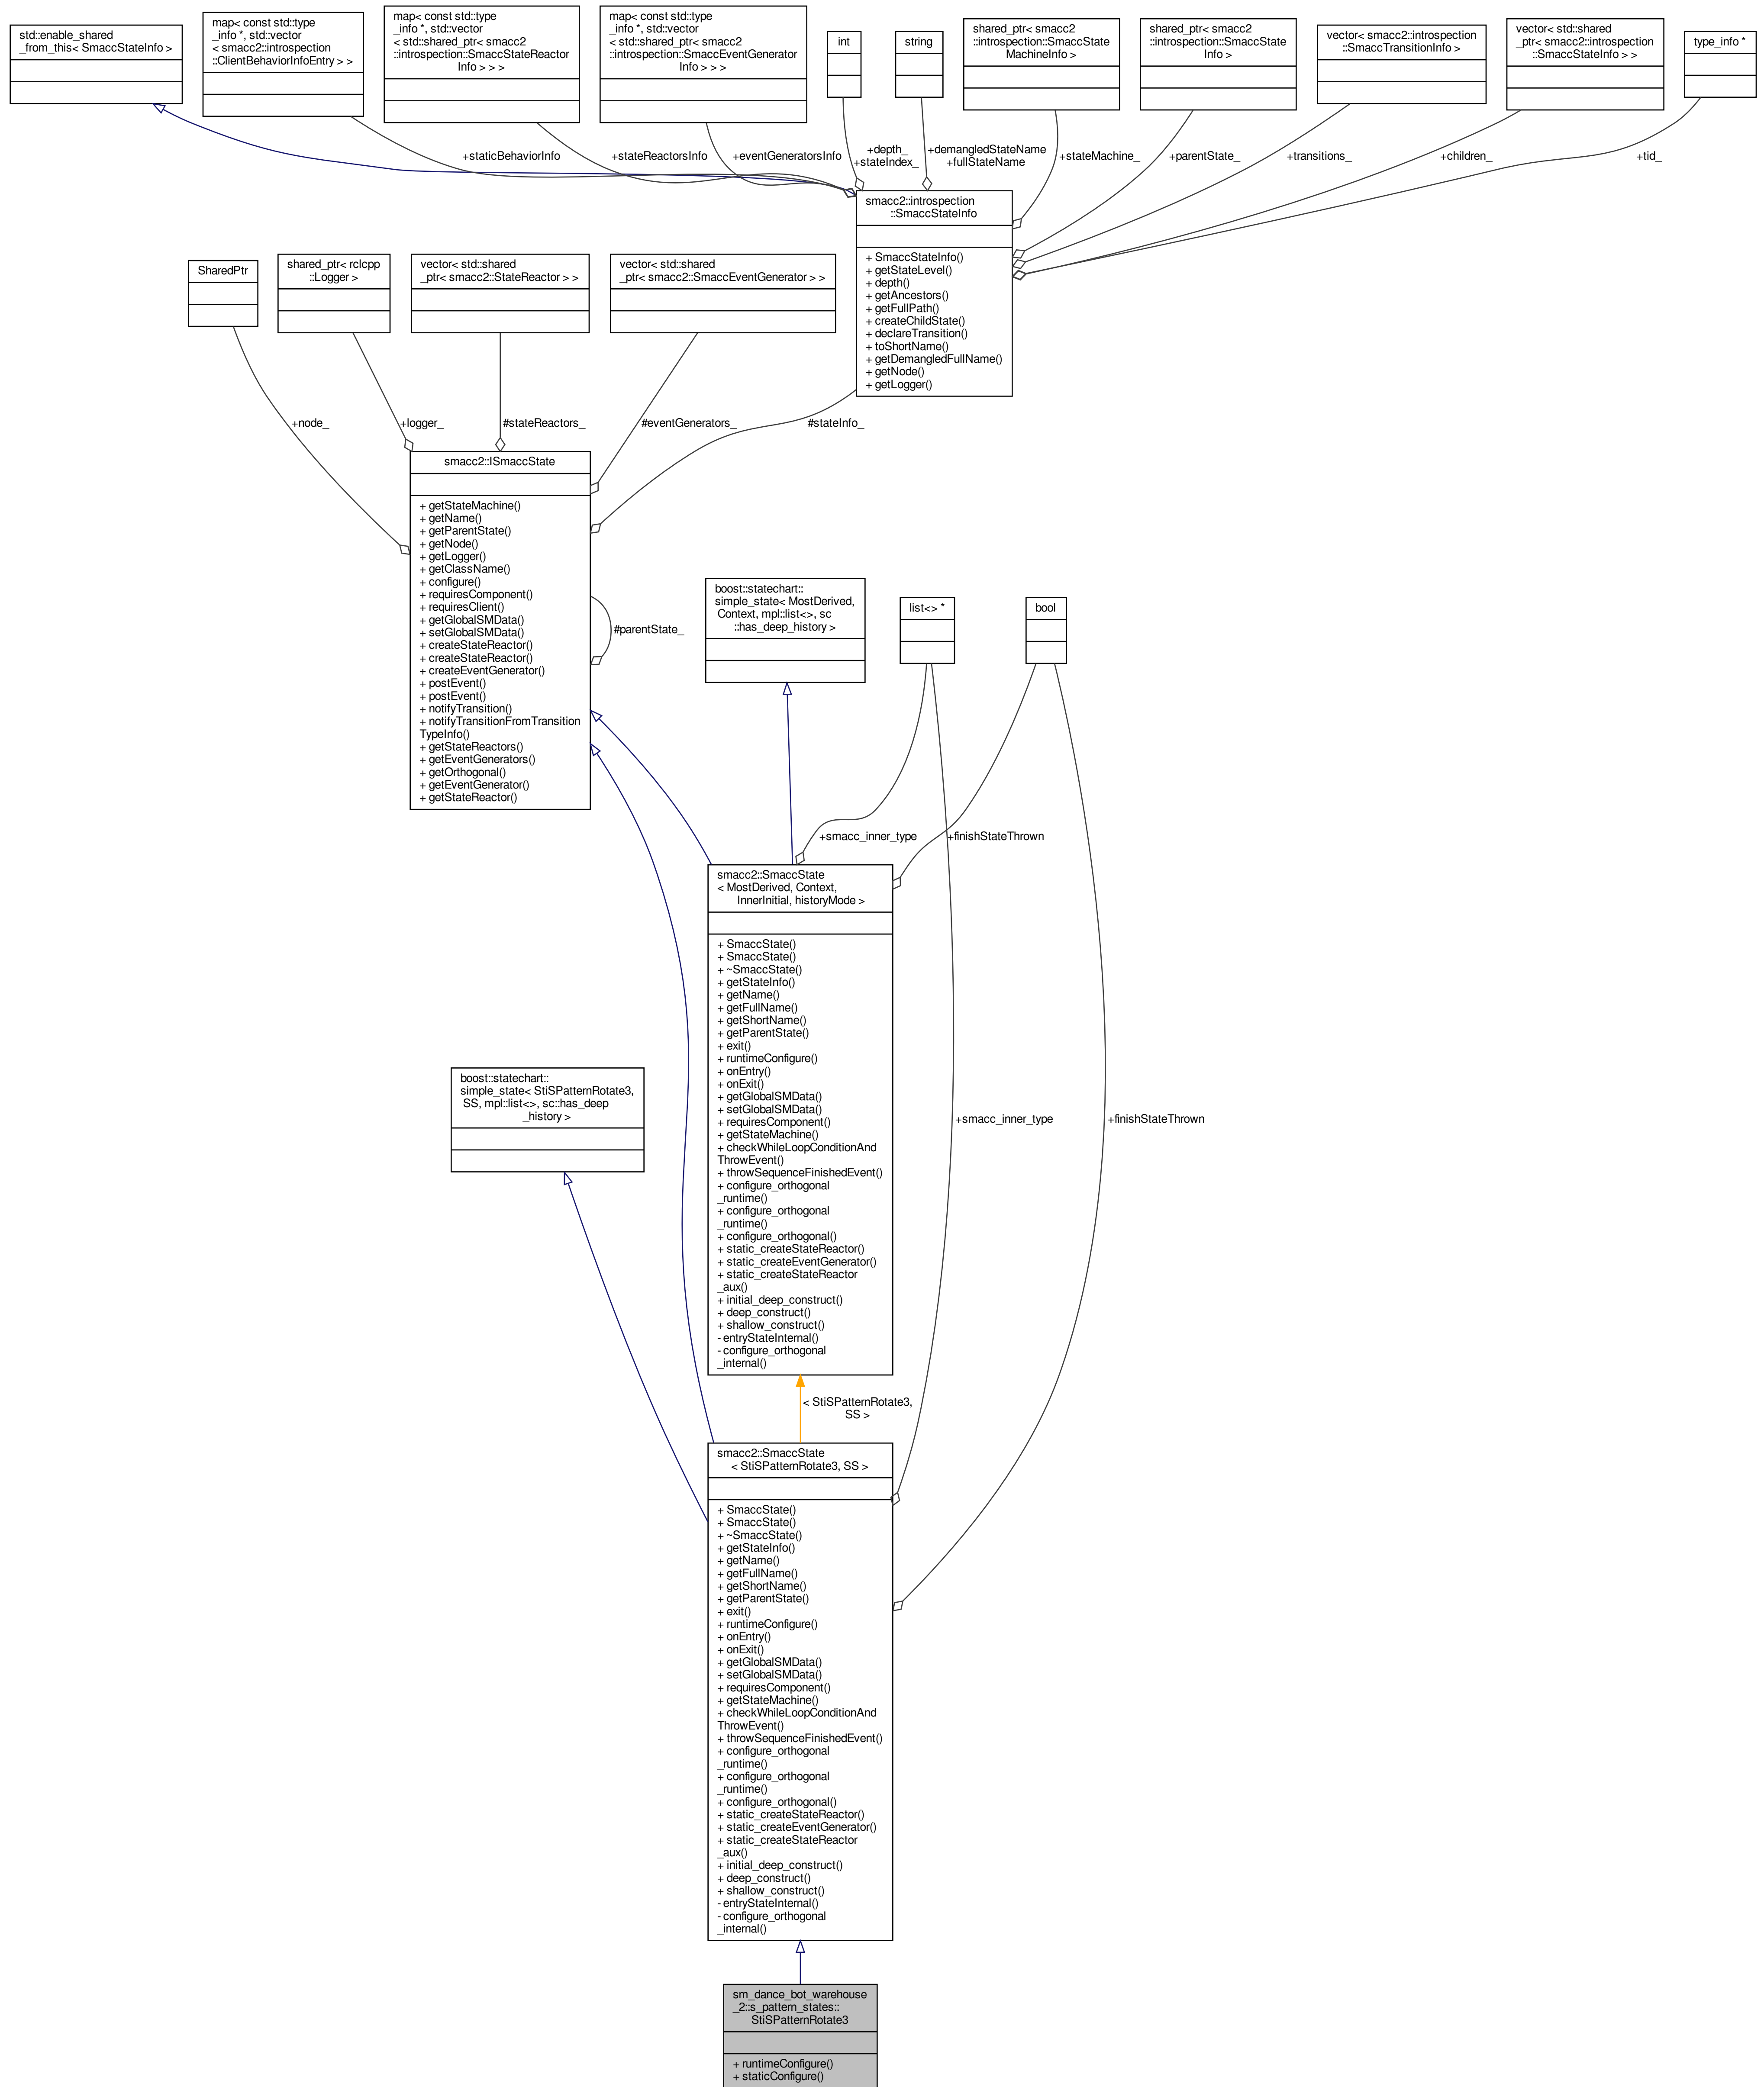 std::enable_shared
_from_this< SmaccStateInfo >
map< const std::type
_info *, std::vector
< smacc2::introspection
::ClientBehaviorInfoEntry > >
map< const std::type
_info *, std::vector
< std::shared_ptr< smacc2
::introspection::SmaccStateReactor
Info > > >
map< const std::type
_info *, std::vector
< std::shared_ptr< smacc2
::introspection::SmaccEventGenerator
Info > > >
int
string
shared_ptr< smacc2
::introspection::SmaccState
MachineInfo >
shared_ptr< smacc2
::introspection::SmaccState
Info >
vector< smacc2::introspection
::SmaccTransitionInfo >
vector< std::shared
_ptr< smacc2::introspection
::SmaccStateInfo > >
type_info *
+staticBehaviorInfo
+stateReactorsInfo
+eventGeneratorsInfo
+depth_
+stateIndex_
+demangledStateName
+fullStateName
+stateMachine_
+parentState_
+transitions_
+children_
+tid_
smacc2::introspection
::SmaccStateInfo
+ SmaccStateInfo()
+ getStateLevel()
+ depth()
+ getAncestors()
+ getFullPath()
+ createChildState()
+ declareTransition()
+ toShortName()
+ getDemangledFullName()
+ getNode()
+ getLogger()
SharedPtr
shared_ptr< rclcpp
::Logger >
vector< std::shared
_ptr< smacc2::StateReactor > >
vector< std::shared
_ptr< smacc2::SmaccEventGenerator > >
+node_
+logger_
#stateReactors_
#eventGenerators_
#stateInfo_
smacc2::ISmaccState
+ getStateMachine()
+ getName()
+ getParentState()
+ getNode()
+ getLogger()
+ getClassName()
+ configure()
+ requiresComponent()
+ requiresClient()
+ getGlobalSMData()
+ setGlobalSMData()
+ createStateReactor()
+ createStateReactor()
+ createEventGenerator()
+ postEvent()
+ postEvent()
+ notifyTransition()
+ notifyTransitionFromTransition
TypeInfo()
+ getStateReactors()
+ getEventGenerators()
+ getOrthogonal()
+ getEventGenerator()
+ getStateReactor()
#parentState_
boost::statechart::
simple_state< MostDerived,
Context, mpl::list<>, sc
::has_deep_history >
list<> *
bool
+smacc_inner_type
+finishStateThrown
smacc2::SmaccState
< MostDerived, Context,
InnerInitial, historyMode >
+ SmaccState()
+ SmaccState()
+ ~SmaccState()
+ getStateInfo()
+ getName()
+ getFullName()
+ getShortName()
+ getParentState()
+ exit()
+ runtimeConfigure()
+ onEntry()
+ onExit()
+ getGlobalSMData()
+ setGlobalSMData()
+ requiresComponent()
+ getStateMachine()
+ checkWhileLoopConditionAnd
ThrowEvent()
+ throwSequenceFinishedEvent()
+ configure_orthogonal
_runtime()
+ configure_orthogonal
_runtime()
+ configure_orthogonal()
+ static_createStateReactor()
+ static_createEventGenerator()
+ static_createStateReactor
_aux()
+ initial_deep_construct()
+ deep_construct()
+ shallow_construct()
- entryStateInternal()
- configure_orthogonal
_internal()
boost::statechart::
simple_state< StiSPatternRotate3,
SS, mpl::list<>, sc::has_deep
_history >
+smacc_inner_type
+finishStateThrown
< StiSPatternRotate3,
SS >
smacc2::SmaccState
< StiSPatternRotate3, SS >
+ SmaccState()
+ SmaccState()
+ ~SmaccState()
+ getStateInfo()
+ getName()
+ getFullName()
+ getShortName()
+ getParentState()
+ exit()
+ runtimeConfigure()
+ onEntry()
+ onExit()
+ getGlobalSMData()
+ setGlobalSMData()
+ requiresComponent()
+ getStateMachine()
+ checkWhileLoopConditionAnd
ThrowEvent()
+ throwSequenceFinishedEvent()
+ configure_orthogonal
_runtime()
+ configure_orthogonal
_runtime()
+ configure_orthogonal()
+ static_createStateReactor()
+ static_createEventGenerator()
+ static_createStateReactor
_aux()
+ initial_deep_construct()
+ deep_construct()
+ shallow_construct()
- entryStateInternal()
- configure_orthogonal
_internal()
sm_dance_bot_warehouse
_2::s_pattern_states::
StiSPatternRotate3
+ runtimeConfigure()
+ staticConfigure()